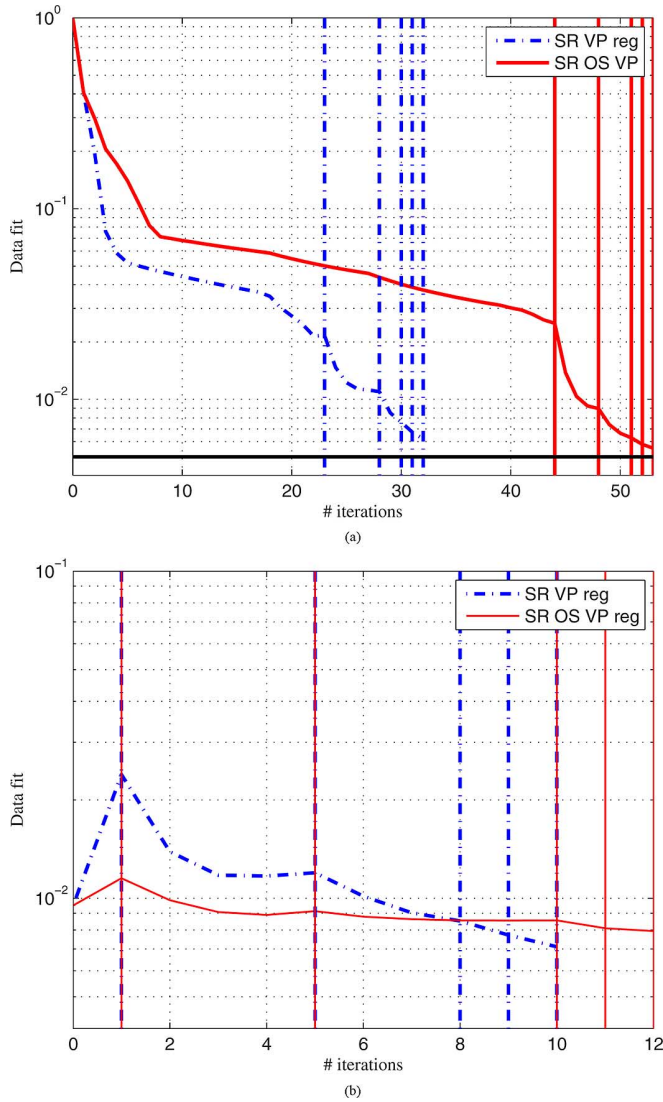 10^0
SR VP reg
SR OS VP
10^-1
Data fit
10^-2
0 10 20 30 40 50
# iterations
(a)
10^-1
SR VP reg
SR OS VP reg
Data fit
10^-2
0 2 4 6 8 10 12
# iterations
(b)